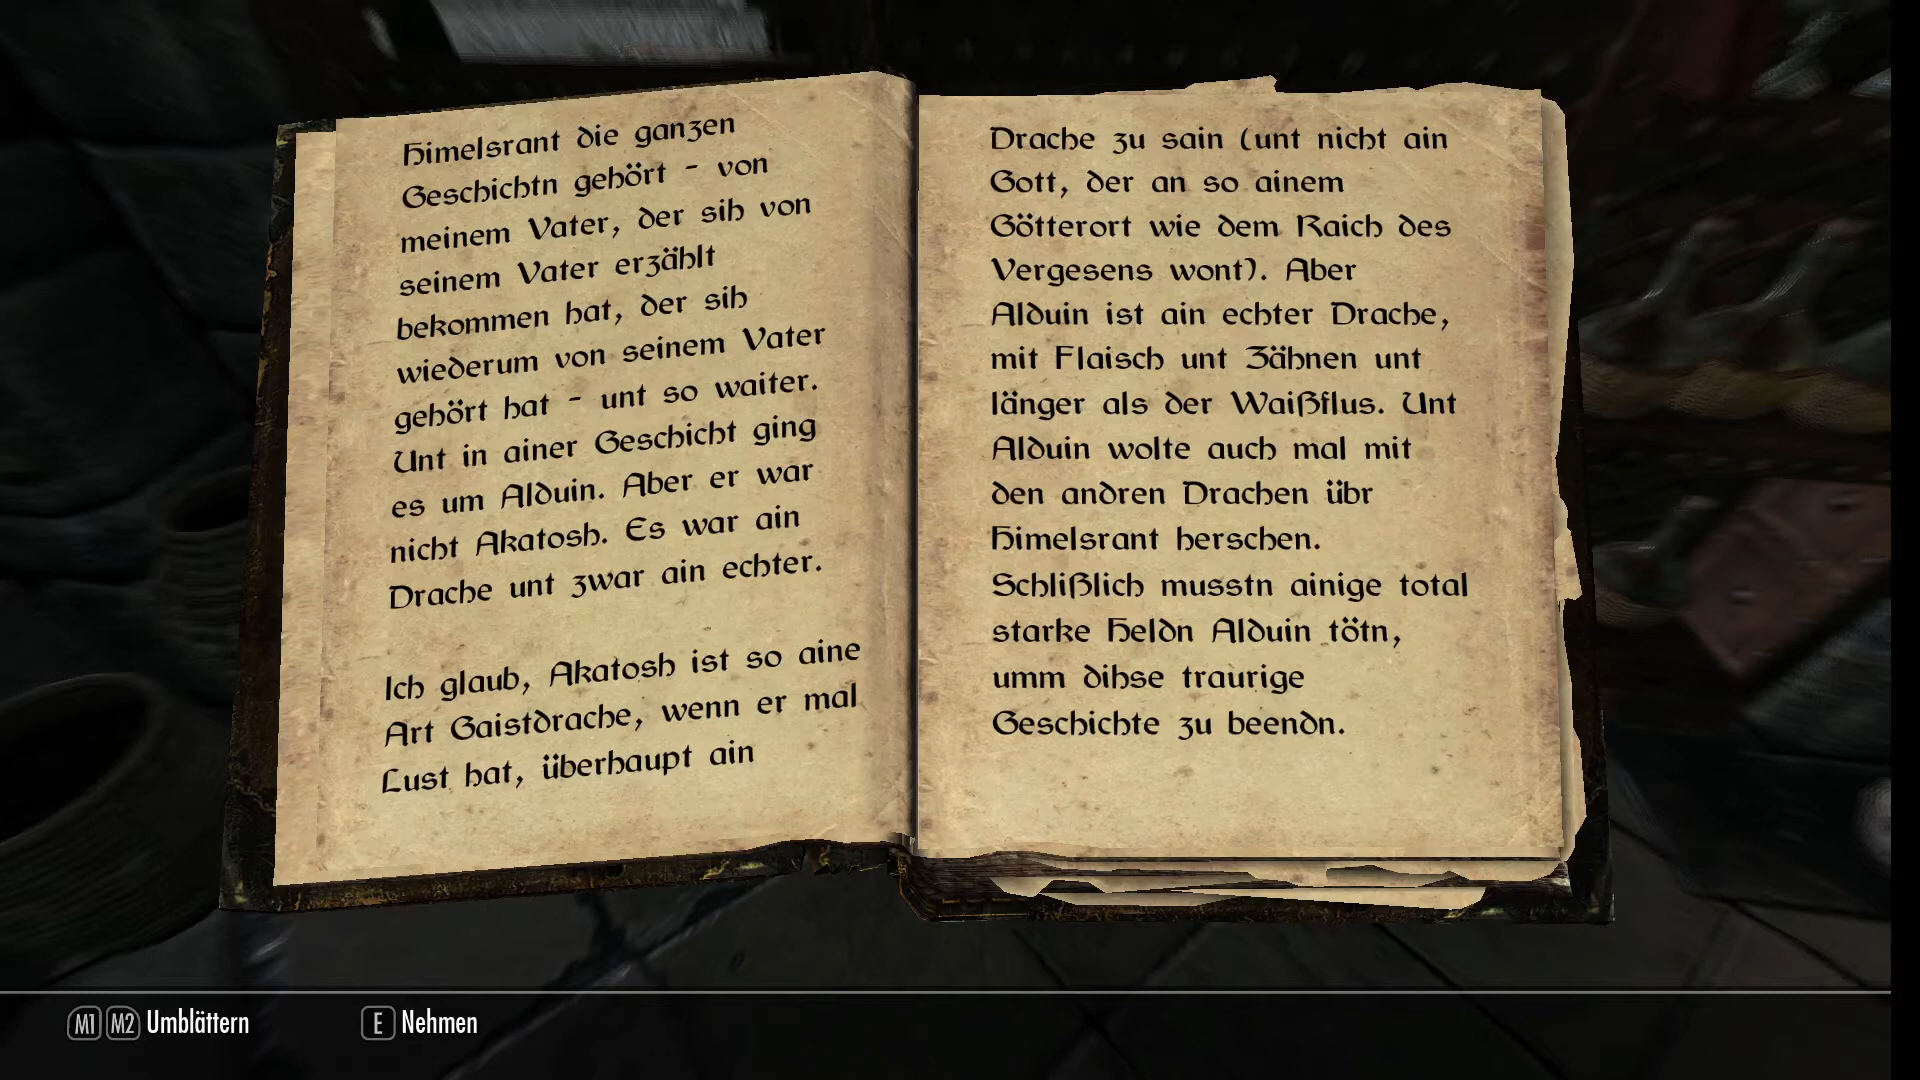 Himelsrant die ganzen
Geschichtn gehört - von
meinem Vater, der sih von
seinem Vater erzählt
bekommen hat, der sih
wiederum von seinem Vater
gehört hat - unt so waiter.
Unt in ainer Geschicht ging
es um Alduin. Aber er war
nicht Akatosh. Es war ain
Drache unt zwar ain echter.
Ich glaub, Akatosh ist so aine
Art Gaistdrache, wenn er mal
Lust hat, überhaupt ain
Drache zu sain (unt nicht ain
Gott, der an so ainem
Götterort wie dem Raich des
Vergesens wont). Aber
Alduin ist ain echter Drache,
mit Flaisch unt Zähnen unt
länger als der Waißflus. Unt
Alduin wolte auch mal mit
den andren Drachen übr
Himelsrant herschen.
Schlißlich musstn ainige total
starke Heldn Alduin tötn,
umm dihse traurige
Geschichte zu beendn.
M1 M2 Umblättern
E Nehmen